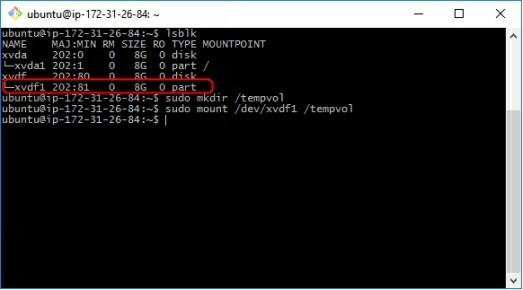 ubuntu@ip-172-31-26-84: ~
ubuntu@ip-172-31-26-84:~$ lsblk
NAME    MAJ:MIN RM SIZE RO TYPE MOUNTPOINT
xvda    202:0    0   8G  0 disk
└─xvda1 202:1    0   8G  0 part /
xvdf    202:80   0   8G  0 disk
└─xvdf1 202:81   0   8G  0 part
ubuntu@ip-172-31-26-84:~$ sudo mkdir /tempvol
ubuntu@ip-172-31-26-84:~$ sudo mount /dev/xvdf1 /tempvol
ubuntu@ip-172-31-26-84:~$